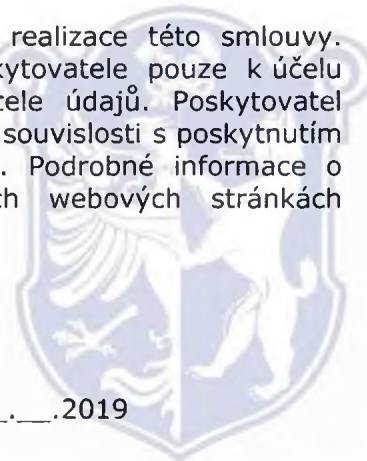 realizace této smlouvy.
kytovatele pouze k účelu
tele údajů. Poskytovatel
souvislosti s poskytnutím
. Podrobné informace o
ch webových stránkách
_.__.2019